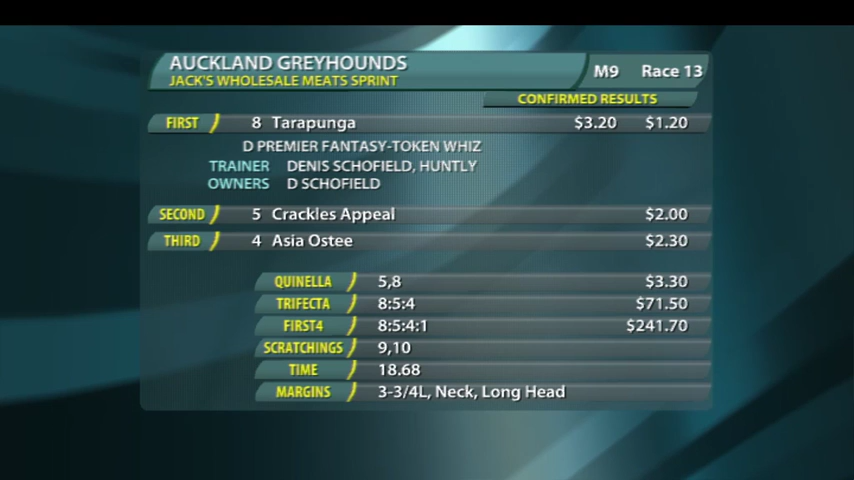 AUCKLAND GREYHOUNDS
JACK'S WHOLESALE MEATS SPRINT
M9 Race 13
CONFIRMED RESULTS
FIRST 8 Tarapunga $3.20 $1.20
D PREMIER FANTASY-TOKEN WHIZ
TRAINER DENIS SCHOFIELD, HUNTLY
OWNERS D SCHOFIELD
SECOND 5 Crackles Appeal $2.00
THIRD 4 Asia Ostee $2.30
QUINELLA 5,8 $3.30
TRIFECTA 8:5:4 $71.50
FIRST4 8:5:4:1 $241.70
SCRATCHINGS 9,10
TIME 18.68
MARGINS 3-3/4L, Neck, Long Head